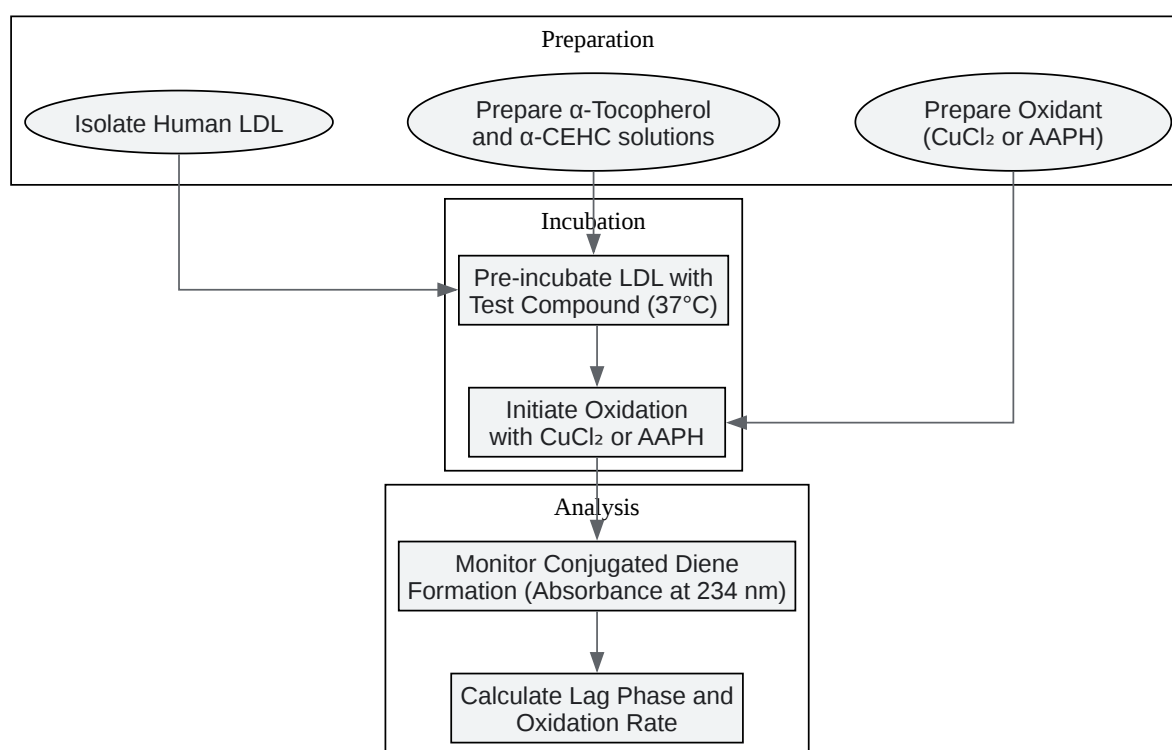 Preparation
Isolate Human LDL
Prepare α-Tocopherol
and α-CEHC solutions
Prepare Oxidant
(CuCl₂ or AAPH)
Incubation
Pre-incubate LDL with
Test Compound (37°C)
Initiate Oxidation
with CuCl₂ or AAPH
Analysis
Monitor Conjugated Diene
Formation (Absorbance at 234 nm)
Calculate Lag Phase and
Oxidation Rate